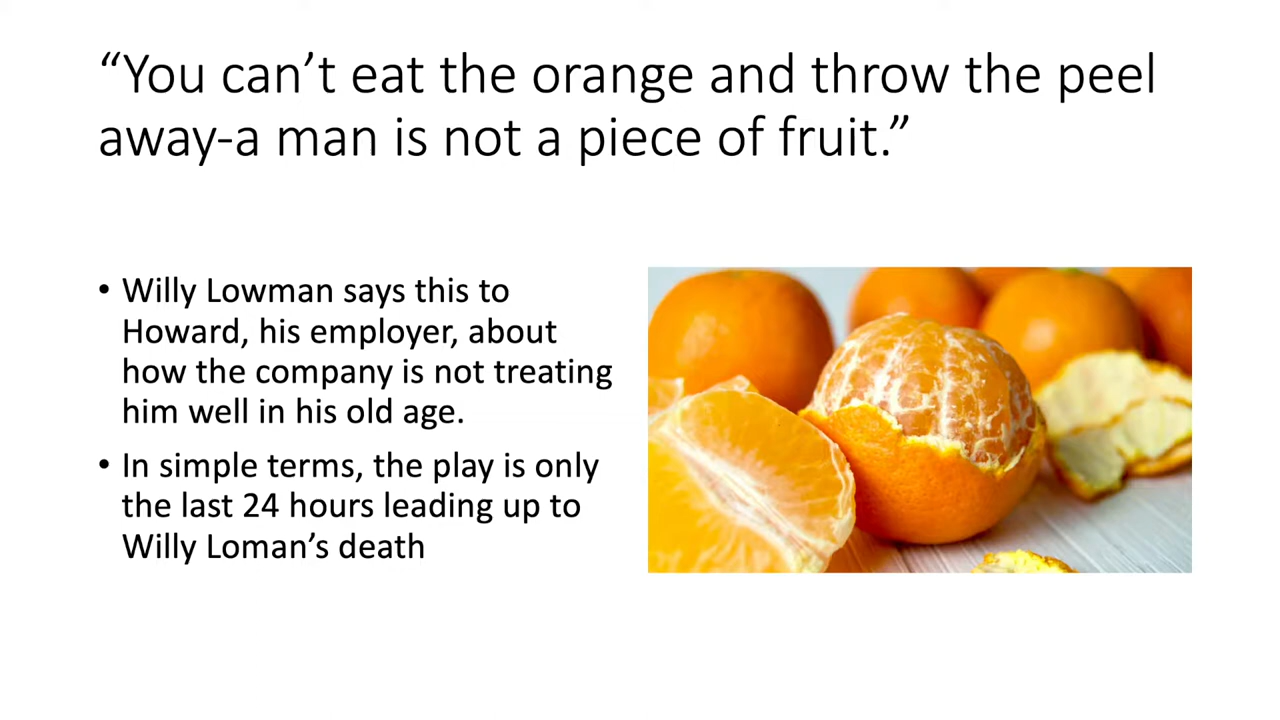 “You can’t eat the orange and throw the peel
away-a man is not a piece of fruit.”
• Willy Lowman says this to
Howard, his employer, about
how the company is not treating
him well in his old age.
• In simple terms, the play is only
the last 24 hours leading up to
Willy Loman’s death